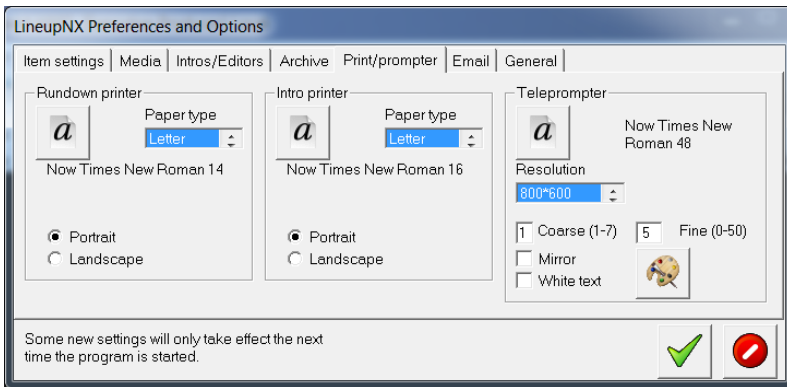 LineupNX Preferences and Options
Item settings Media Intros/Editors Archive Print/prompter Email General
Rundown printer
a
Paper type
Letter
Now Times New Roman 14
Portrait
Landscape
Intro printer
a
Paper type
Letter
Now Times New Roman 16
Portrait
Landscape
Teleprompter
a
Now Times New
Roman 48
Resolution
800*600
1 Coarse (1-7) 5 Fine (0-50)
Mirror
White text
Some new settings will only take effect the next
time the program is started.